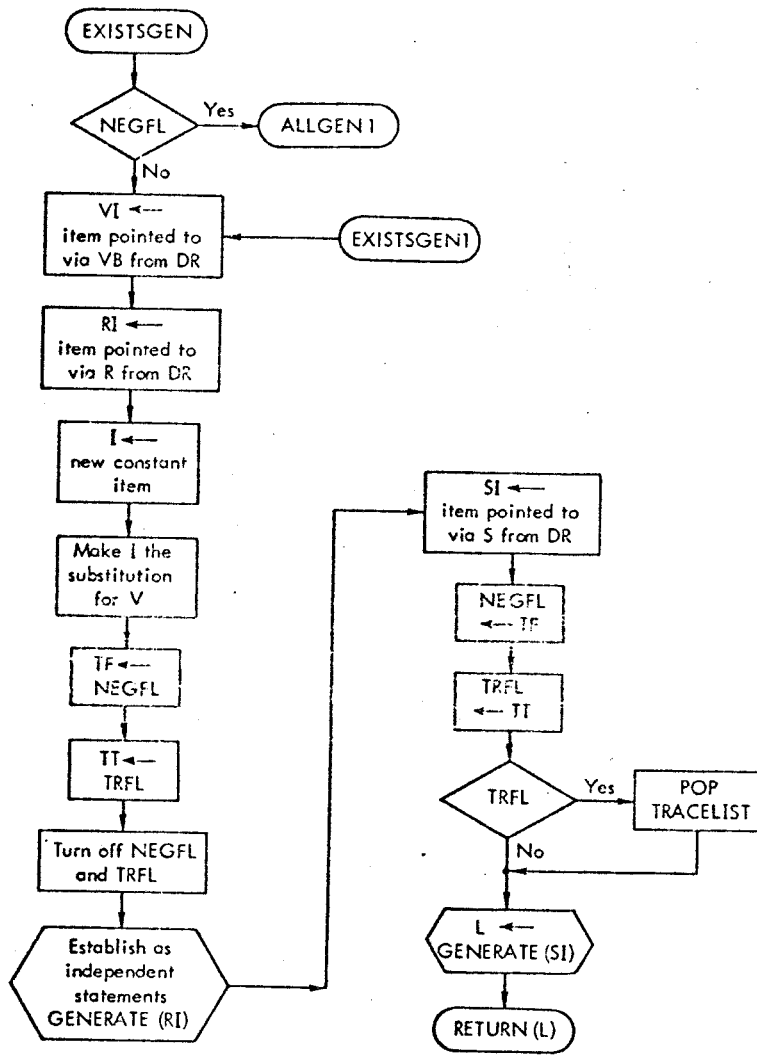 EXISTSGEN
NEGFL
Yes
ALLGEN1
No
VI ←
item pointed to
via VB from DR
EXISTSGEN1
RI ←
item pointed to
via R from DR
I ←
new constant
item
Make I the
substitution
for V
TF ←
NEGFL
TT ←
TRFL
Turn off NEGFL
and TRFL
Establish as
independent
statements
GENERATE (RI)
SI ←
item pointed to
via S from DR
NEGFL
← TF
TRFL
← TT
TRFL
Yes
POP
TRACELIST
No
L ←
GENERATE (SI)
RETURN (L)